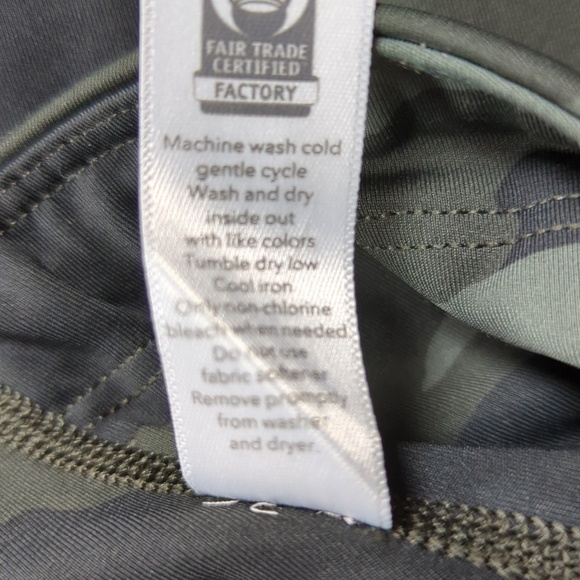 FAIR TRADE
CERTIFIED
FACTORY
Machine wash cold
gentle cycle
Wash and dry
inside out
with like colors
Tumble dry low
Cool iron
Only non-chlorine
bleach when needed
Do not use
fabric softener
Remove promptly
from washer
and dryer.